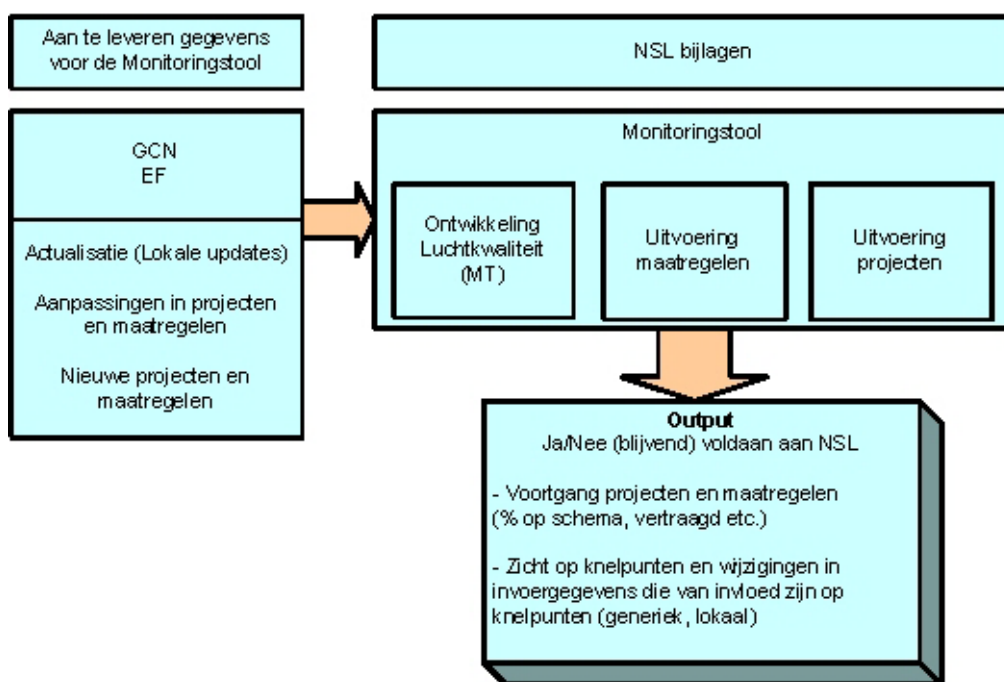 Aan te leveren gegevens
voor de Monitoringstool
NSL bijlagen
GCN
EF
Actualisatie (Lokale updates)
Aanpassingen in projecten
en maatregelen
Nieuwe projecten en
maatregelen
Monitoringstool
Ontwikkeling
Luchtkwaliteit
(MT)
Uitvoering
maatregelen
Uitvoering
projecten
Output
Ja/Nee (blijvend) voldaan aan NSL
- Voortgang projecten en maatregelen
(% op schema, vertraagd etc.)
- Zicht op knelpunten en wijzigingen in
invoergegevens die van invloed zijn op
knelpunten (generiek, lokaal)